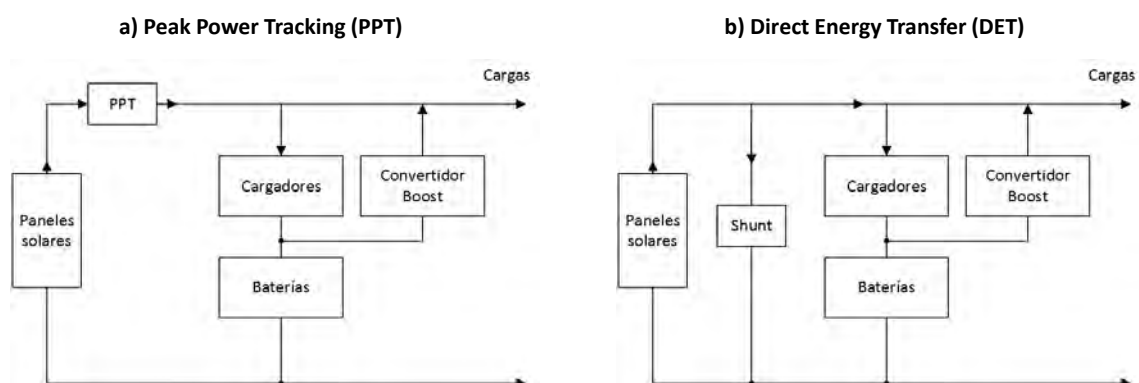 a) Peak Power Tracking (PPT)
Cargas
PPT
Cargadores
Convertidor
Boost
Paneles
solares
Baterías
b) Direct Energy Transfer (DET)
Cargas
Cargadores
Convertidor
Boost
Paneles
solares
Shunt
Baterías